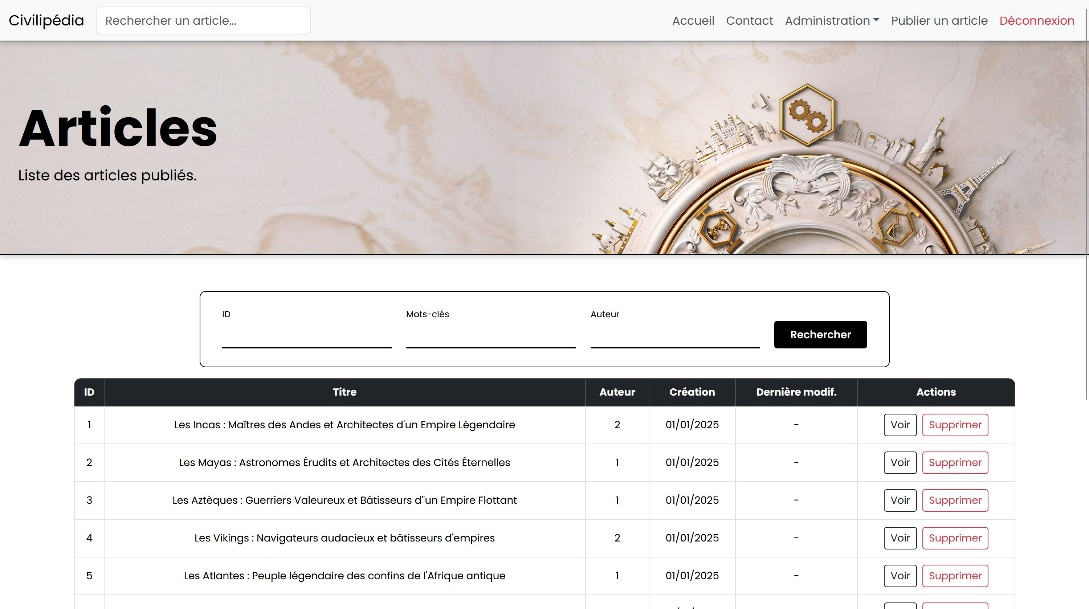 Civilipédia Rechercher un article... Accueil Contact Administration Publier un article Déconnexion
Articles
Liste des articles publiés.
ID Mots-clés Auteur
Rechercher
ID Titre Auteur Création Dernière modif. Actions
1 Les Incas : Maîtres des Andes et Architectes d'un Empire Légendaire 2 01/01/2025 - Voir Supprimer
2 Les Mayas : Astronomes Érudits et Architectes des Cités Éternelles 1 01/01/2025 - Voir Supprimer
3 Les Aztèques : Guerriers Valeureux et Bâtisseurs d"un Empire Flottant 1 01/01/2025 - Voir Supprimer
4 Les Vikings : Navigateurs audacieux et bâtisseurs d'empires 2 01/01/2025 - Voir Supprimer
5 Les Atlantes : Peuple légendaire des confins de l'Afrique antique 1 01/01/2025 - Voir Supprimer